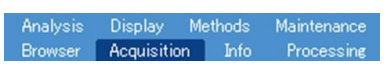 Analysis Display Methods Maintenance
Browser Acquisition Info Processing